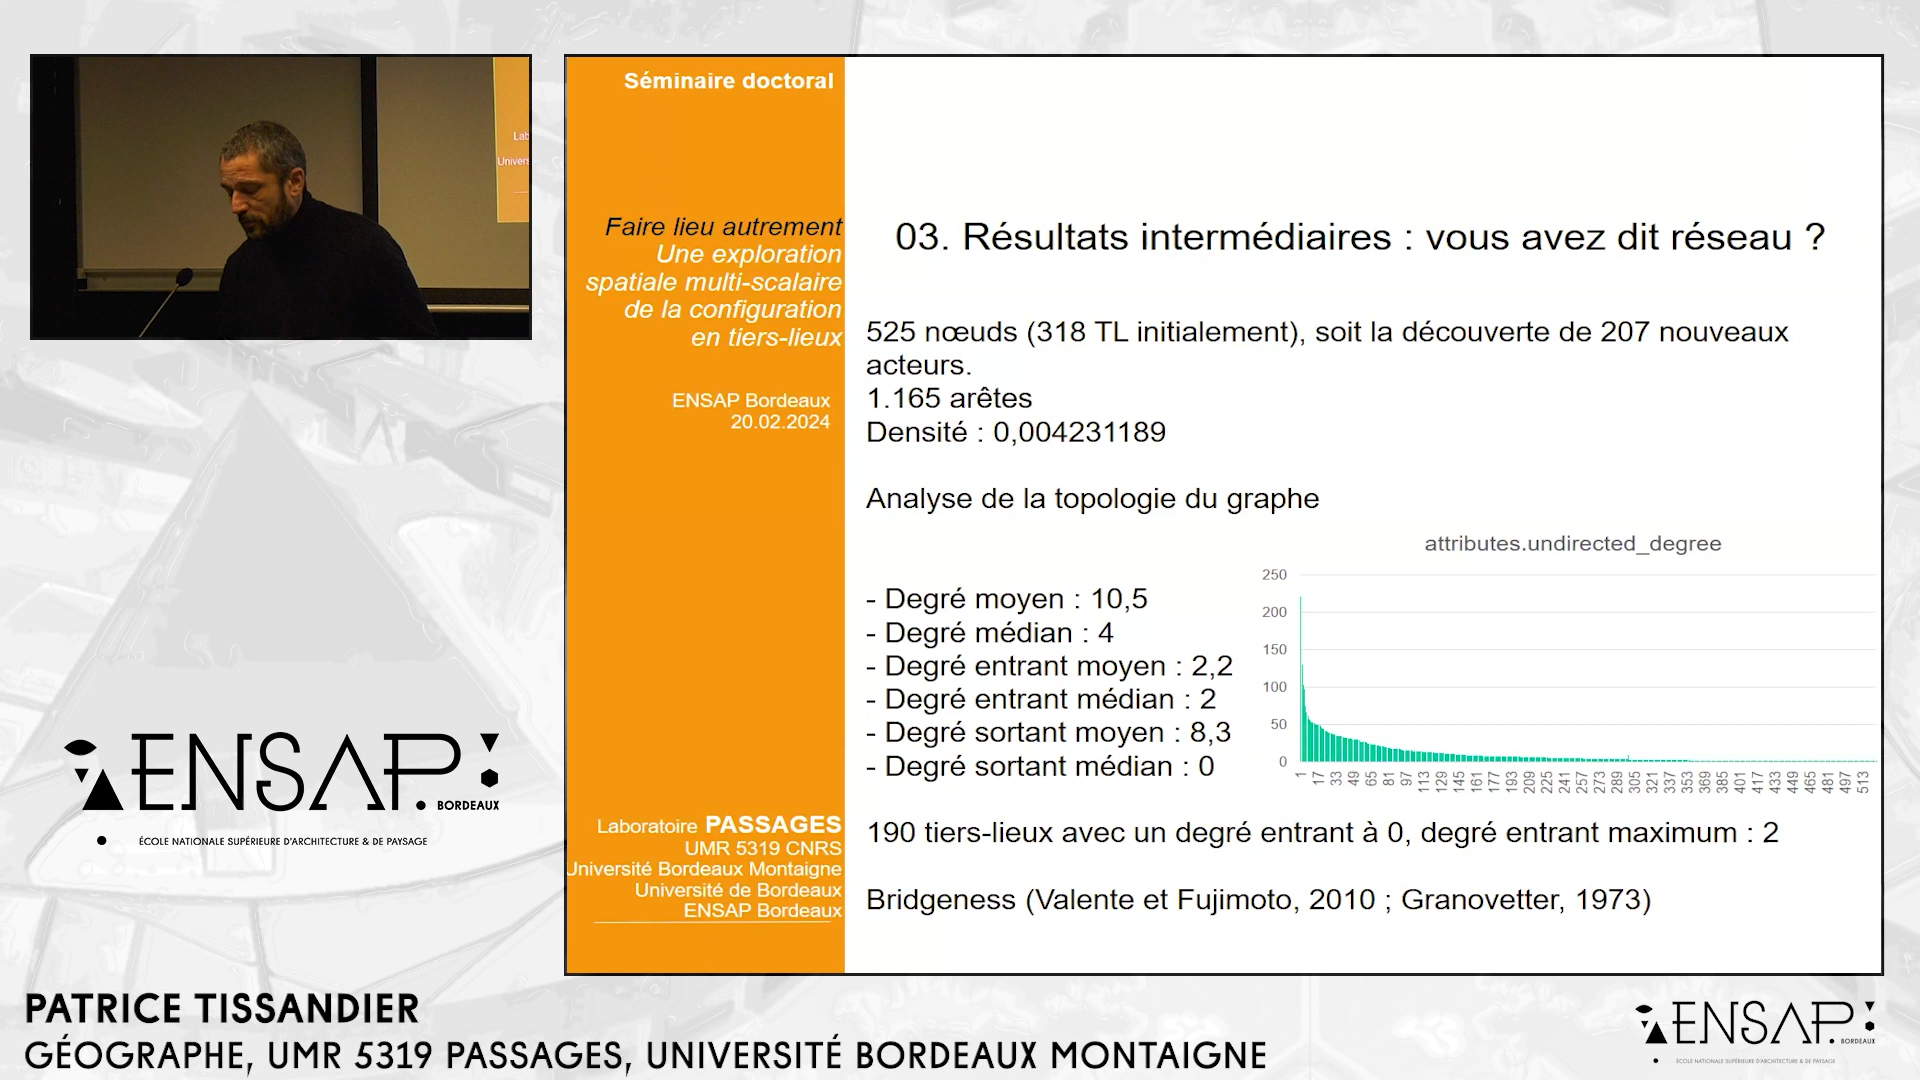 Lab
Univers
Séminaire doctoral
Faire lieu autrement
Une exploration
spatiale multi-scalaire
de la configuration
en tiers-lieux
ENSAP Bordeaux
20.02.2024
Laboratoire PASSAGES
UMR 5319 CNRS
Université Bordeaux Montaigne
Université de Bordeaux
ENSAP Bordeaux
03. Résultats intermédiaires : vous avez dit réseau ?
525 nœuds (318 TL initialement), soit la découverte de 207 nouveaux
acteurs.
1.165 arêtes
Densité : 0,004231189
Analyse de la topologie du graphe
- Degré moyen : 10,5
- Degré médian : 4
- Degré entrant moyen : 2,2
- Degré entrant médian : 2
- Degré sortant moyen : 8,3
- Degré sortant médian : 0
attributes.undirected_degree
250
200
150
100
50
0
1 17 33 49 65 81 97 113 129 145 161 177 193 209 225 241 257 273 289 305 321 337 353 369 385 401 417 433 449 465 481 497 513
190 tiers-lieux avec un degré entrant à 0, degré entrant maximum : 2
Bridgeness (Valente et Fujimoto, 2010 ; Granovetter, 1973)
ENSAP.
BORDEAUX
ÉCOLE NATIONALE SUPÉRIEURE D'ARCHITECTURE & DE PAYSAGE
PATRICE TISSANDIER
GÉOGRAPHE, UMR 5319 PASSAGES, UNIVERSITÉ BORDEAUX MONTAIGNE
ENSAP.
BORDEAUX
ÉCOLE NATIONALE SUPÉRIEURE D'ARCHITECTURE & DE PAYSAGE